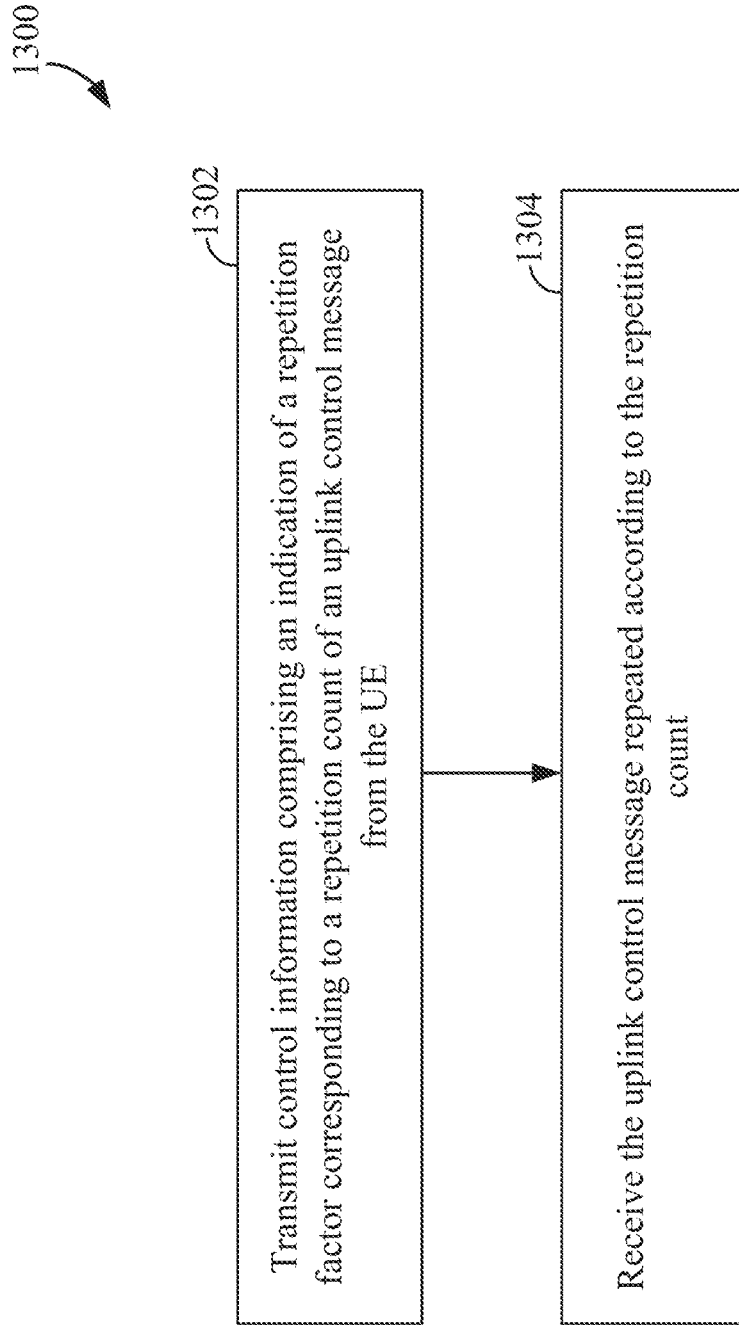 1300
1302
Transmit control information comprising an indication of a repetition
factor corresponding to a repetition count of an uplink control message
from the UE
1304
Receive the uplink control message repeated according to the repetition
count